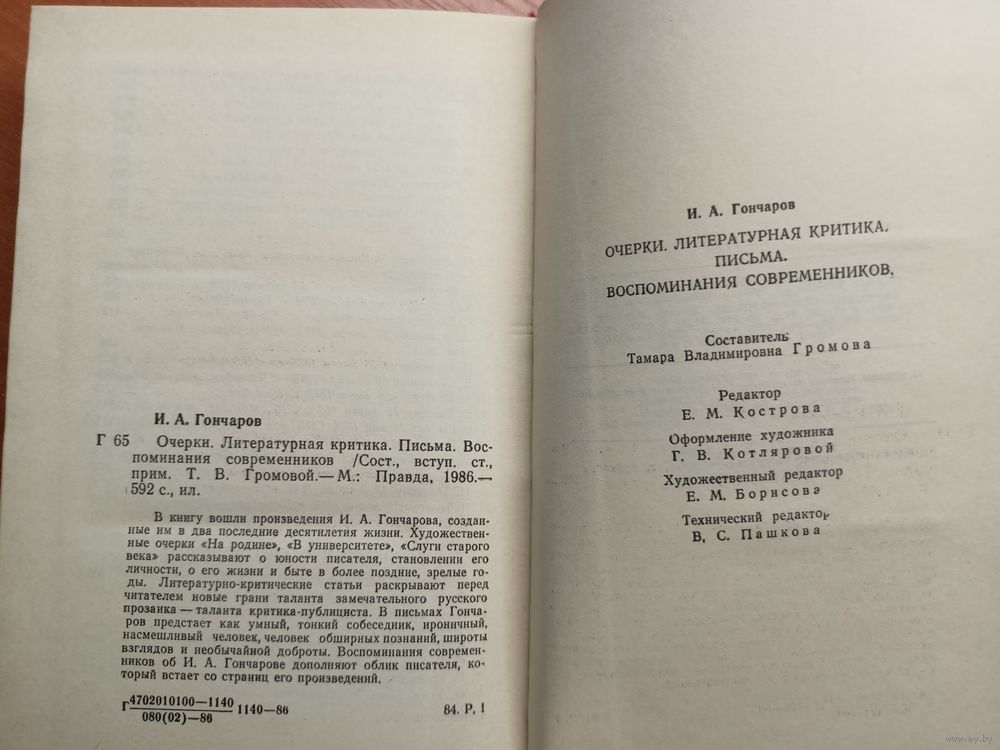 И. А. Гончаров
Г 65 Очерки. Литературная критика. Письма. Вос-
поминания современников /Сост., вступ. ст.,
прим. Т. В. Громовой.— М.: Правда, 1986.—
592 с., ил.
В книгу вошли произведения И. А. Гончарова, создан-
ные им в два последние десятилетия жизни. Художествен-
ные очерки «На родине», «В университете», «Слуги старого
века» рассказывают о юности писателя, становлении его
личности, о его жизни и быте в более поздние, зрелые го-
ды. Литературно-критические статьи раскрывают перед
читателем новые грани таланта замечательного русского
прозаика — таланта критика-публициста. В письмах Гонча-
ров предстает как умный, тонкий собеседник, ироничный,
насмешливый человек, человек обширных познаний, широты
взглядов и необычайной доброты. Воспоминания современ-
ников об И. А. Гончарове дополняют облик писателя, ко-
торый встает со страниц его произведений.
Г 4702010100—1140 1140—86
080(02)—86
84. Р. 1
И. А. Гончаров
ОЧЕРКИ. ЛИТЕРАТУРНАЯ КРИТИКА.
ПИСЬМА.
ВОСПОМИНАНИЯ СОВРЕМЕННИКОВ.
Составитель
Тамара Владимировна Громова
Редактор
Е. М. Кострова
Оформление художника
Г. В. Котляровой
Художественный редактор
Е. М. Борисова
Технический редактор
В. С. Пашкова
www.ay.by